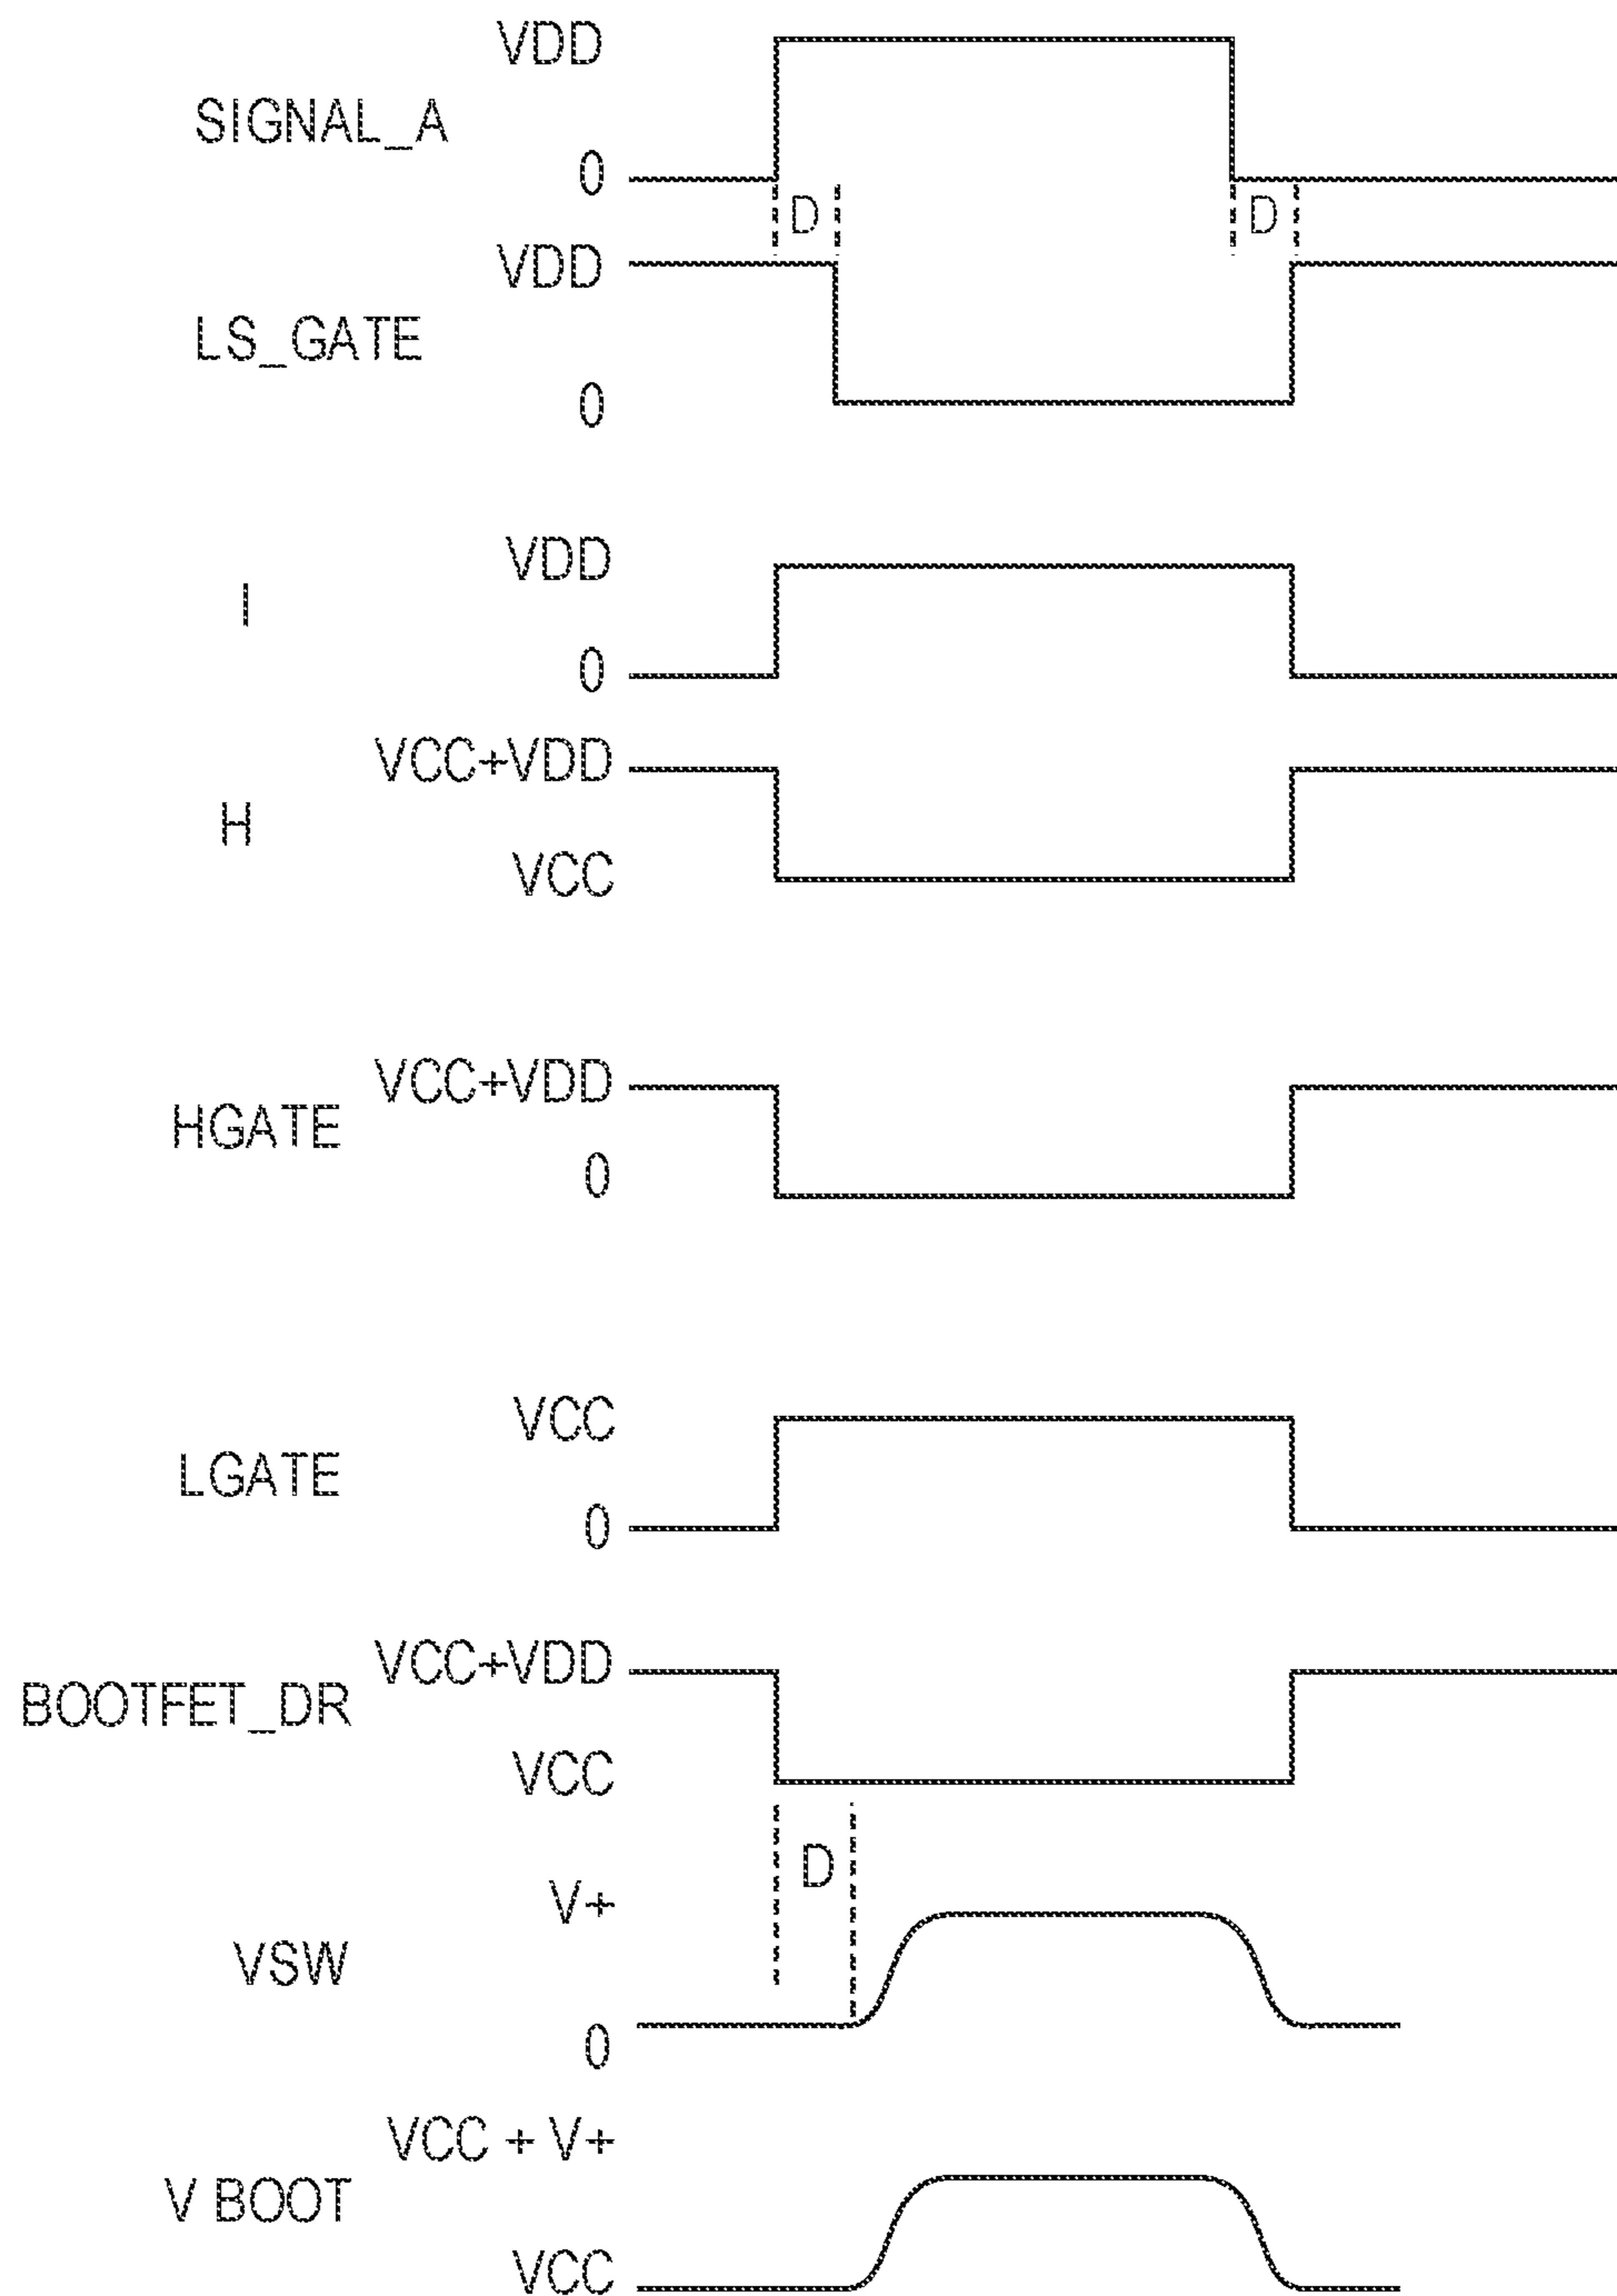 VDD
SIGNAL_A
0
D
D
VDD
LS_GATE
0
VDD
I
0
VCC+VDD
H
VCC
VCC+VDD
HGATE
0
VCC
LGATE
0
VCC+VDD
BOOTFET_DR
VCC
D
V+
VSW
0
VCC + V+
V BOOT
VCC